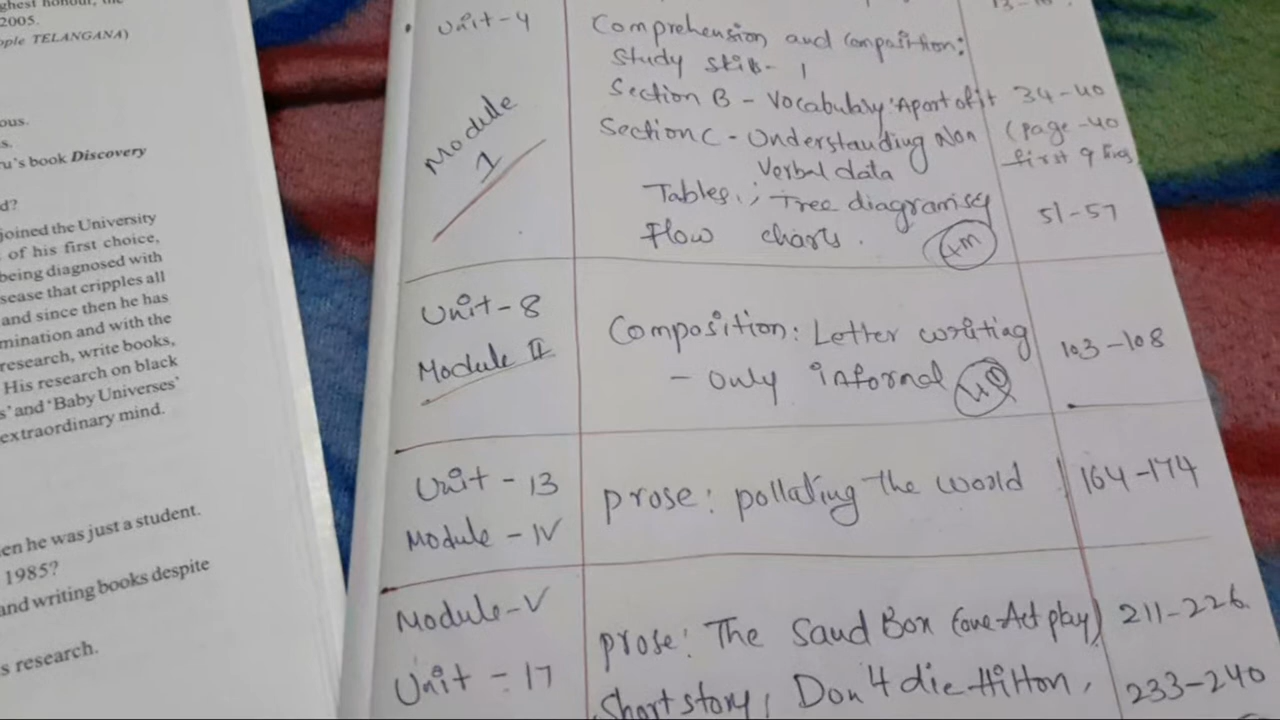 ghest honour, the
2005.
ople TELANGANA)
ous.
s.
ru's book Discovery
d?
joined the University
of his first choice,
being diagnosed with
sease that cripples all
and since then he has
mination and with the
research, write books,
His research on black
s' and 'Baby Universes'
extraordinary mind.
en he was just a student.
1985?
and writing books despite
s research.
Unit-4
Comprehension and Composition:
Study skills- 1
Section B - Vocabulary: Apart of it 34-40
Section C - Understanding Non (page -40
Verbal data first 9 lines
Module
1
Tables, ; Tree diagrams 51-57
Flow charts. 4M
Unit-8
Module II
Composition: Letter writing 103-108
- only informal
Unit - 13
Module - IV
prose: polluting the world 164-174
Module-V
Unit - 17
prose: The Sand Box (one-Act play) 211-226
Short story, Don 4 die Hilton, 233-240